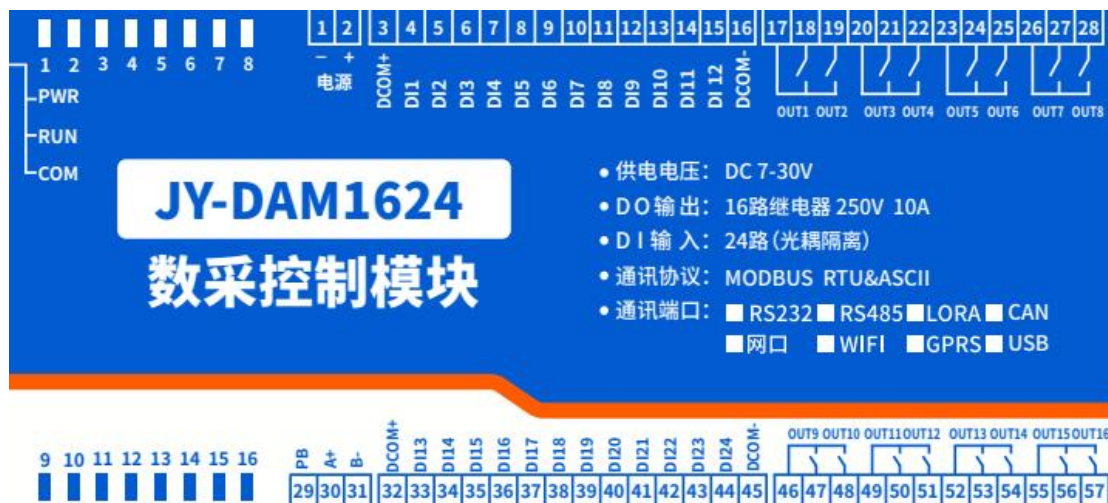 1 2 3 4 5 6 7 8 9 10 11 12 13 14 15 16 17 18 19 20 21 22 23 24 25 26 27 28
1 2 3 4 5 6 7 8
− +
电源
DCOM+ DI1 DI2 DI3 DI4 DI5 DI6 DI7 DI8 DI9 DI10 DI11 DI 12 DCOM-
OUT1 OUT2 OUT3 OUT4 OUT5 OUT6 OUT7 OUT8
PWR
RUN
COM
JY-DAM1624
数采控制模块
• 供电电压: DC 7-30V
• DO输出: 16路继电器 250V 10A
• DI输入: 24路(光耦隔离)
• 通讯协议: MODBUS RTU&ASCII
• 通讯端口: ■ RS232 ■ RS485 ■ LORA ■ CAN
■ 网口 ■ WIFI ■ GPRS ■ USB
9 10 11 12 13 14 15 16
PB A+ B- DCOM+ DI13 DI14 DI15 DI16 DI17 DI18 DI19 DI20 DI21 DI22 DI23 DI24 DCOM-
OUT9 OUT10 OUT11 OUT12 OUT13 OUT14 OUT15 OUT16
29 30 31 32 33 34 35 36 37 38 39 40 41 42 43 44 45 46 47 48 49 50 51 52 53 54 55 56 57